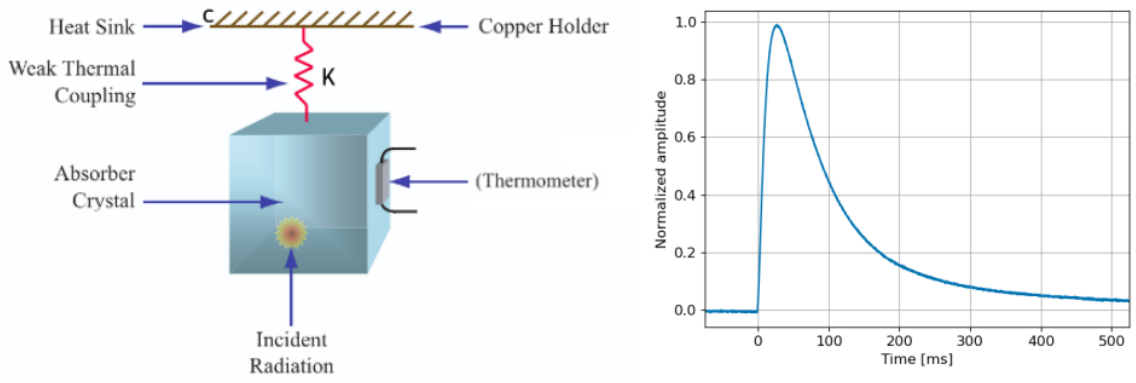 Heat Sink
C
Copper Holder
Weak Thermal
Coupling
K
Absorber
Crystal
(Thermometer)
Incident
Radiation
Normalized amplitude
1.0
0.8
0.6
0.4
0.2
0.0
0 100 200 300 400 500
Time [ms]